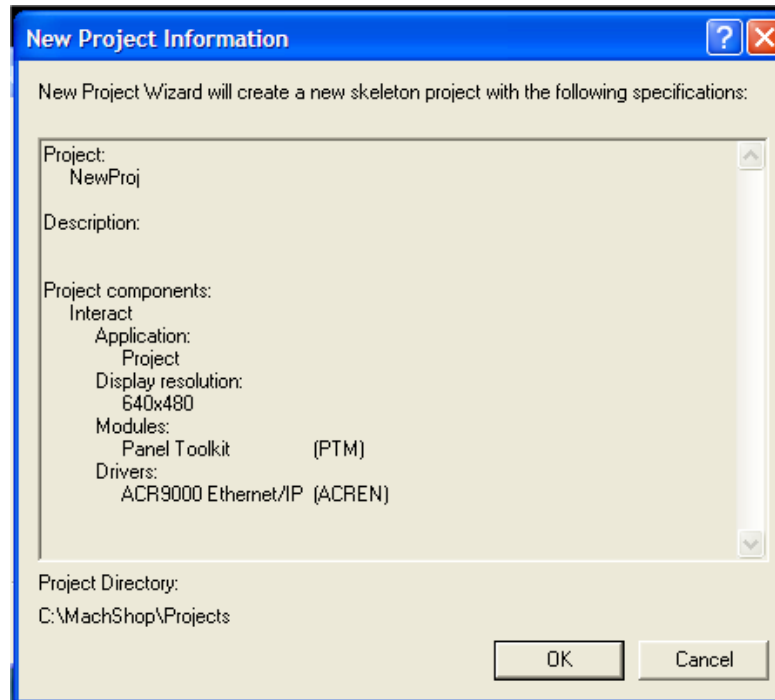 New Project Information
New Project Wizard will create a new skeleton project with the following specifications:
Project:
NewProj
Description:
Project components:
Interact
Application:
Project
Display resolution:
640x480
Modules:
Panel Toolkit (PTM)
Drivers:
ACR9000 Ethernet/IP (ACREN)
Project Directory:
C:\MachShop\Projects
OK Cancel